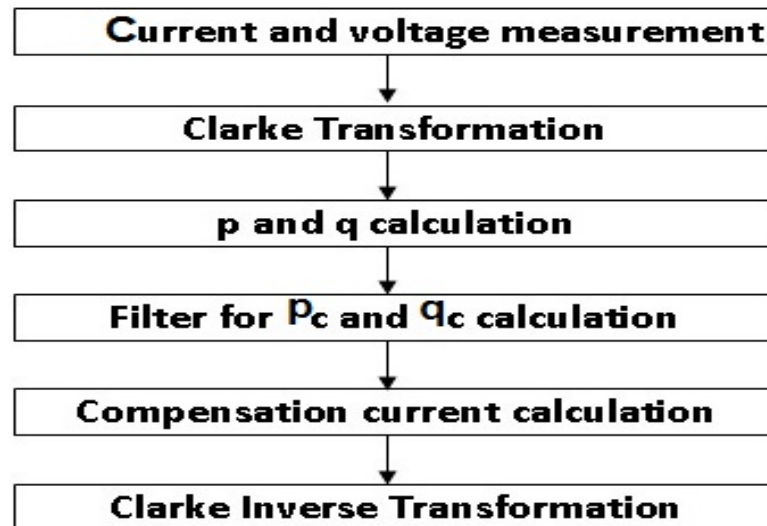 Current and voltage measurement
Clarke Transformation
p and q calculation
Filter for Pc and qc calculation
Compensation current calculation
Clarke Inverse Transformation